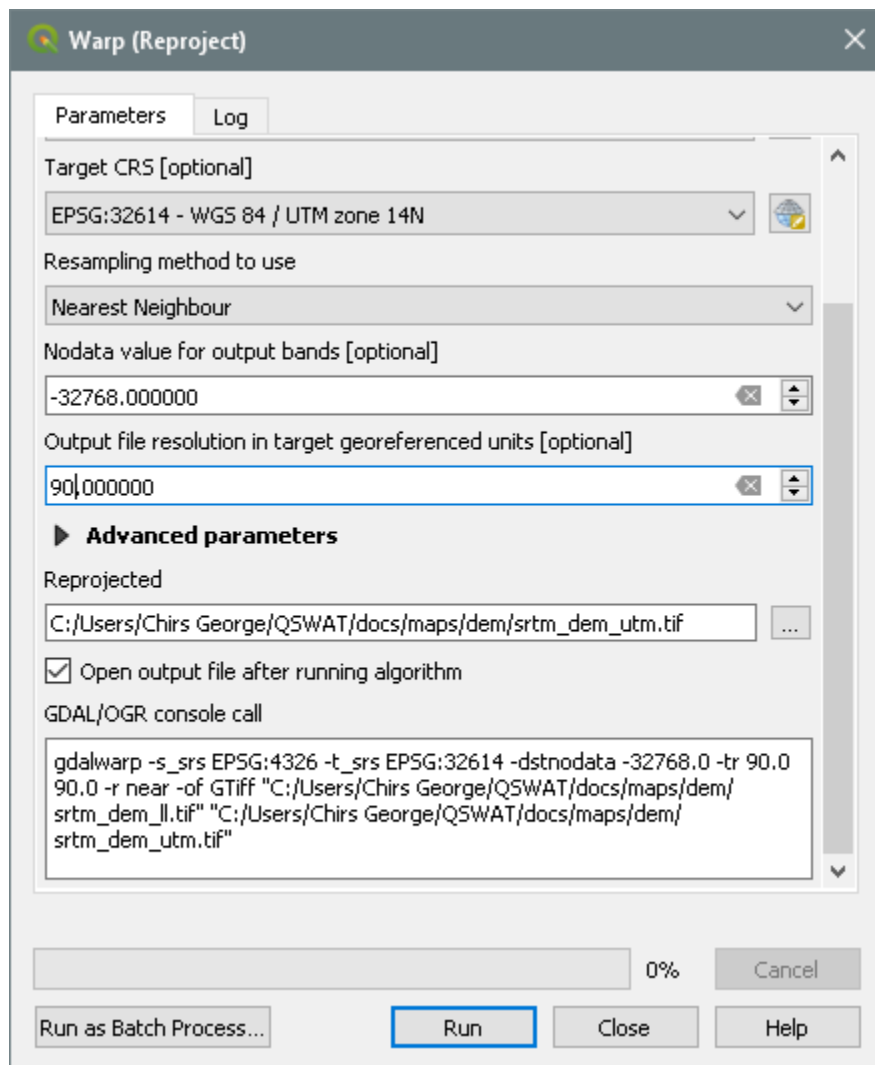 Warp (Reproject)
Parameters
Log
Target CRS [optional]
EPSG:32614 - WGS 84 / UTM zone 14N
Resampling method to use
Nearest Neighbour
Nodata value for output bands [optional]
-32768.000000
Output file resolution in target georeferenced units [optional]
90.000000
Advanced parameters
Reprojected
C:/Users/Chirs George/QSWAT/docs/maps/dem/srtm_dem_utm.tif
...
Open output file after running algorithm
GDAL/OGR console call
gdalwarp -s_srs EPSG:4326 -t_srs EPSG:32614 -dstnodata -32768.0 -tr 90.0
90.0 -r near -of GTiff "C:/Users/Chirs George/QSWAT/docs/maps/dem/
srtm_dem_ll.tif" "C:/Users/Chirs George/QSWAT/docs/maps/dem/
srtm_dem_utm.tif"
0%
Cancel
Run as Batch Process...
Run
Close
Help